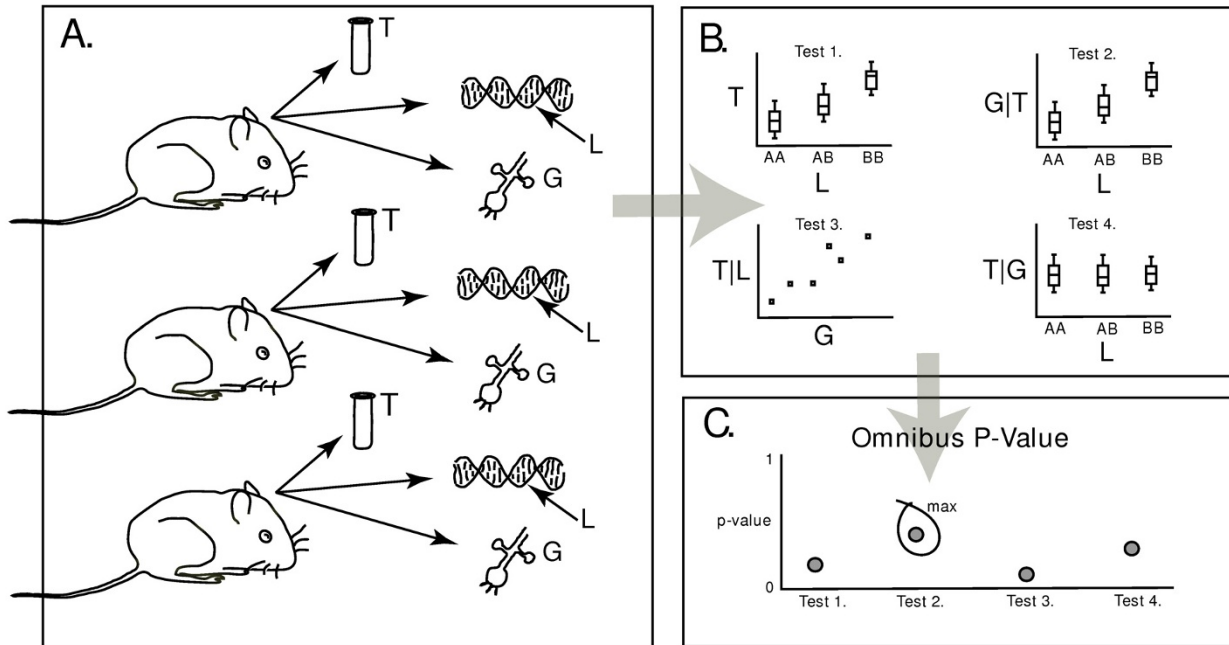 A.
T
L
G
T
L
G
T
L
G
B.
Test 1.
T
AA AB BB
L
Test 2.
G|T
AA AB BB
L
Test 3.
T|L
G
Test 4.
T|G
AA AB BB
L
C.
Omnibus P-Value
1
max
p-value
0
Test 1. Test 2. Test 3. Test 4.